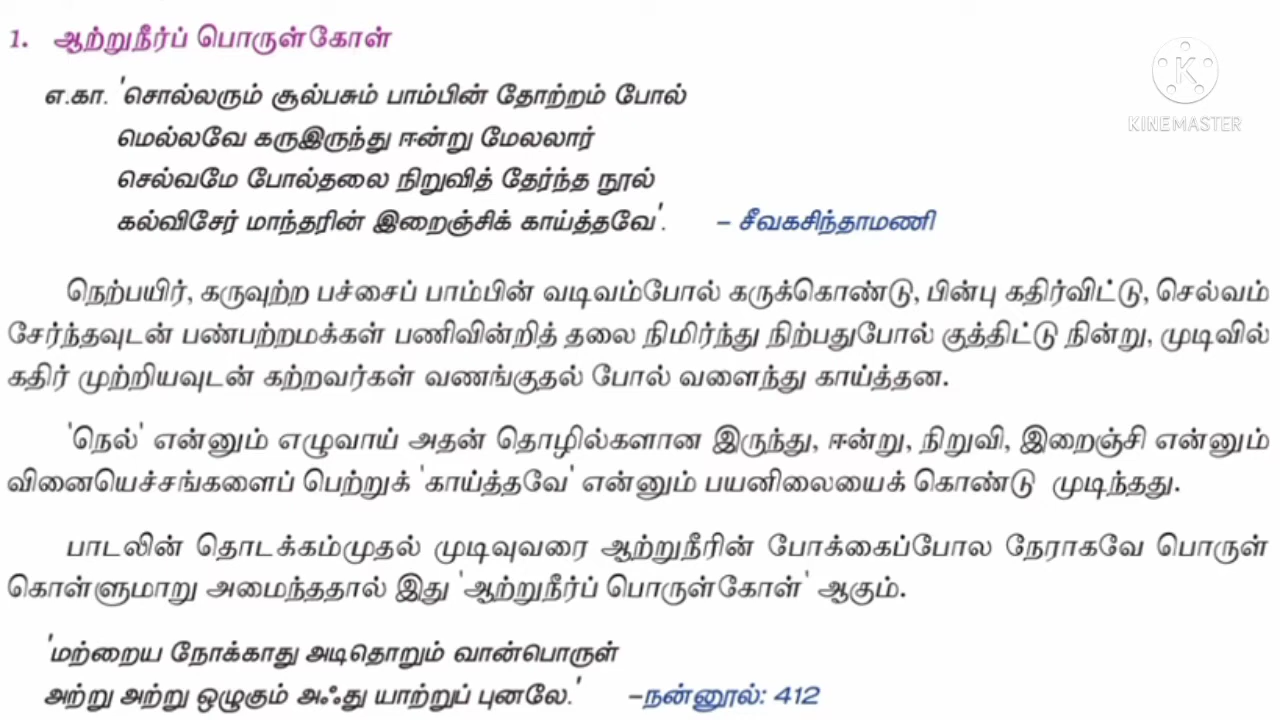 1. ஆற்றுநீர்ப் பொருள்கோள்
KINEMASTER
எ.கா. 'சொல்லரும் சூல்பசும் பாம்பின் தோற்றம் போல்
மெல்லவே கருஇருந்து ஈன்று மேலலார்
செல்வமே போல்தலை நிறுவித் தேர்ந்த நூல்
கல்விசேர் மாந்தரின் இறைஞ்சிக் காய்த்தவே'. – சீவகசிந்தாமணி
நெற்பயிர், கருவுற்ற பச்சைப் பாம்பின் வடிவம்போல் கருக்கொண்டு, பின்பு கதிர்விட்டு, செல்வம்
சேர்ந்தவுடன் பண்பற்றமக்கள் பணிவின்றித் தலை நிமிர்ந்து நிற்பதுபோல் குத்திட்டு நின்று, முடிவில்
கதிர் முற்றியவுடன் கற்றவர்கள் வணங்குதல் போல் வளைந்து காய்த்தன.
'நெல்' என்னும் எழுவாய் அதன் தொழில்களான இருந்து, ஈன்று, நிறுவி, இறைஞ்சி என்னும்
வினையெச்சங்களைப் பெற்றுக் 'காய்த்தவே' என்னும் பயனிலையைக் கொண்டு முடிந்தது.
பாடலின் தொடக்கம்முதல் முடிவுவரை ஆற்றுநீரின் போக்கைப்போல நேராகவே பொருள்
கொள்ளுமாறு அமைந்ததால் இது 'ஆற்றுநீர்ப் பொருள்கோள்' ஆகும்.
'மற்றைய நோக்காது அடிதொறும் வான்பொருள்
அற்று அற்று ஒழுகும் அஃது யாற்றுப் புனலே.' –நன்னூல்: 412